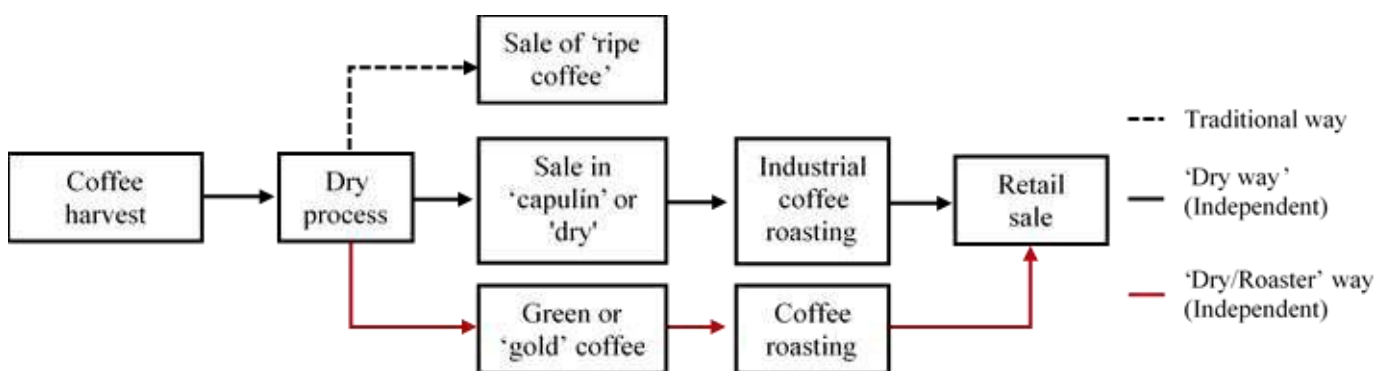 Sale of ‘ripe
coffee’
Coffee
harvest
Dry
process
Sale in
‘capulin’ or
'dry'
Industrial
coffee
roasting
Retail
sale
Green or
‘gold’ coffee
Coffee
roasting
Traditional way
‘Dry way’
(Independent)
‘Dry/Roaster’ way
(Independent)